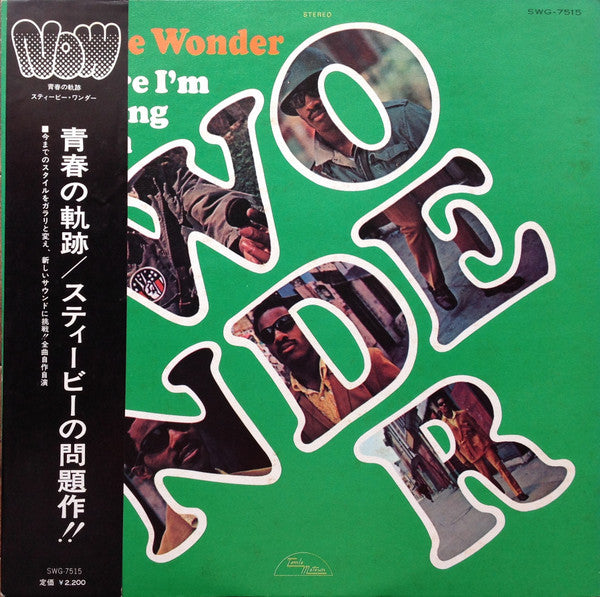 NOW
青春の軌跡
スティービー・ワンダー
青春の軌跡/スティービーの問題作!!
■今までのスタイルをガラリと変え、新しいサウンドに挑戦!!全曲自作自演
SWG-7515
定価 ¥2,200
STEREO
SWG-7515
e Wonder
re I'm
ng
WONDER
Tamla
Motown